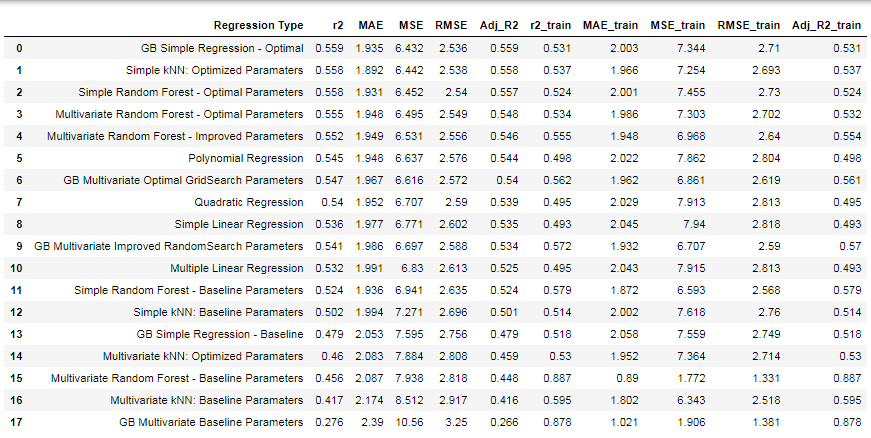 Regression Type r2 MAE MSE RMSE Adj_R2 r2_train MAE_train MSE_train RMSE_train Adj_R2_train
0 GB Simple Regression - Optimal 0.559 1.935 6.432 2.536 0.559 0.531 2.003 7.344 2.71 0.531
1 Simple kNN: Optimized Paramaters 0.558 1.892 6.442 2.538 0.558 0.537 1.966 7.254 2.693 0.537
2 Simple Random Forest - Optimal Parameters 0.558 1.931 6.452 2.54 0.557 0.524 2.001 7.455 2.73 0.524
3 Multivariate Random Forest - Optimal Parameters 0.555 1.948 6.495 2.549 0.548 0.534 1.986 7.303 2.702 0.532
4 Multivariate Random Forest - Improved Parameters 0.552 1.949 6.531 2.556 0.546 0.555 1.948 6.968 2.64 0.554
5 Polynomial Regression 0.545 1.948 6.637 2.576 0.544 0.498 2.022 7.862 2.804 0.498
6 GB Multivariate Optimal GridSearch Parameters 0.547 1.967 6.616 2.572 0.54 0.562 1.962 6.861 2.619 0.561
7 Quadratic Regression 0.54 1.952 6.707 2.59 0.539 0.495 2.029 7.913 2.813 0.495
8 Simple Linear Regression 0.536 1.977 6.771 2.602 0.535 0.493 2.045 7.94 2.818 0.493
9 GB Multivariate Improved RandomSearch Parameters 0.541 1.986 6.697 2.588 0.534 0.572 1.932 6.707 2.59 0.57
10 Multiple Linear Regression 0.532 1.991 6.83 2.613 0.525 0.495 2.043 7.915 2.813 0.493
11 Simple Random Forest - Baseline Parameters 0.524 1.936 6.941 2.635 0.524 0.579 1.872 6.593 2.568 0.579
12 Simple kNN: Baseline Paramaters 0.502 1.994 7.271 2.696 0.501 0.514 2.002 7.618 2.76 0.514
13 GB Simple Regression - Baseline 0.479 2.053 7.595 2.756 0.479 0.518 2.058 7.559 2.749 0.518
14 Multivariate kNN: Optimized Paramaters 0.46 2.083 7.884 2.808 0.459 0.53 1.952 7.364 2.714 0.53
15 Multivariate Random Forest - Baseline Parameters 0.456 2.087 7.938 2.818 0.448 0.887 0.89 1.772 1.331 0.887
16 Multivariate kNN: Baseline Paramaters 0.417 2.174 8.512 2.917 0.416 0.595 1.802 6.343 2.518 0.595
17 GB Multivariate Baseline Parameters 0.276 2.39 10.56 3.25 0.266 0.878 1.021 1.906 1.381 0.878